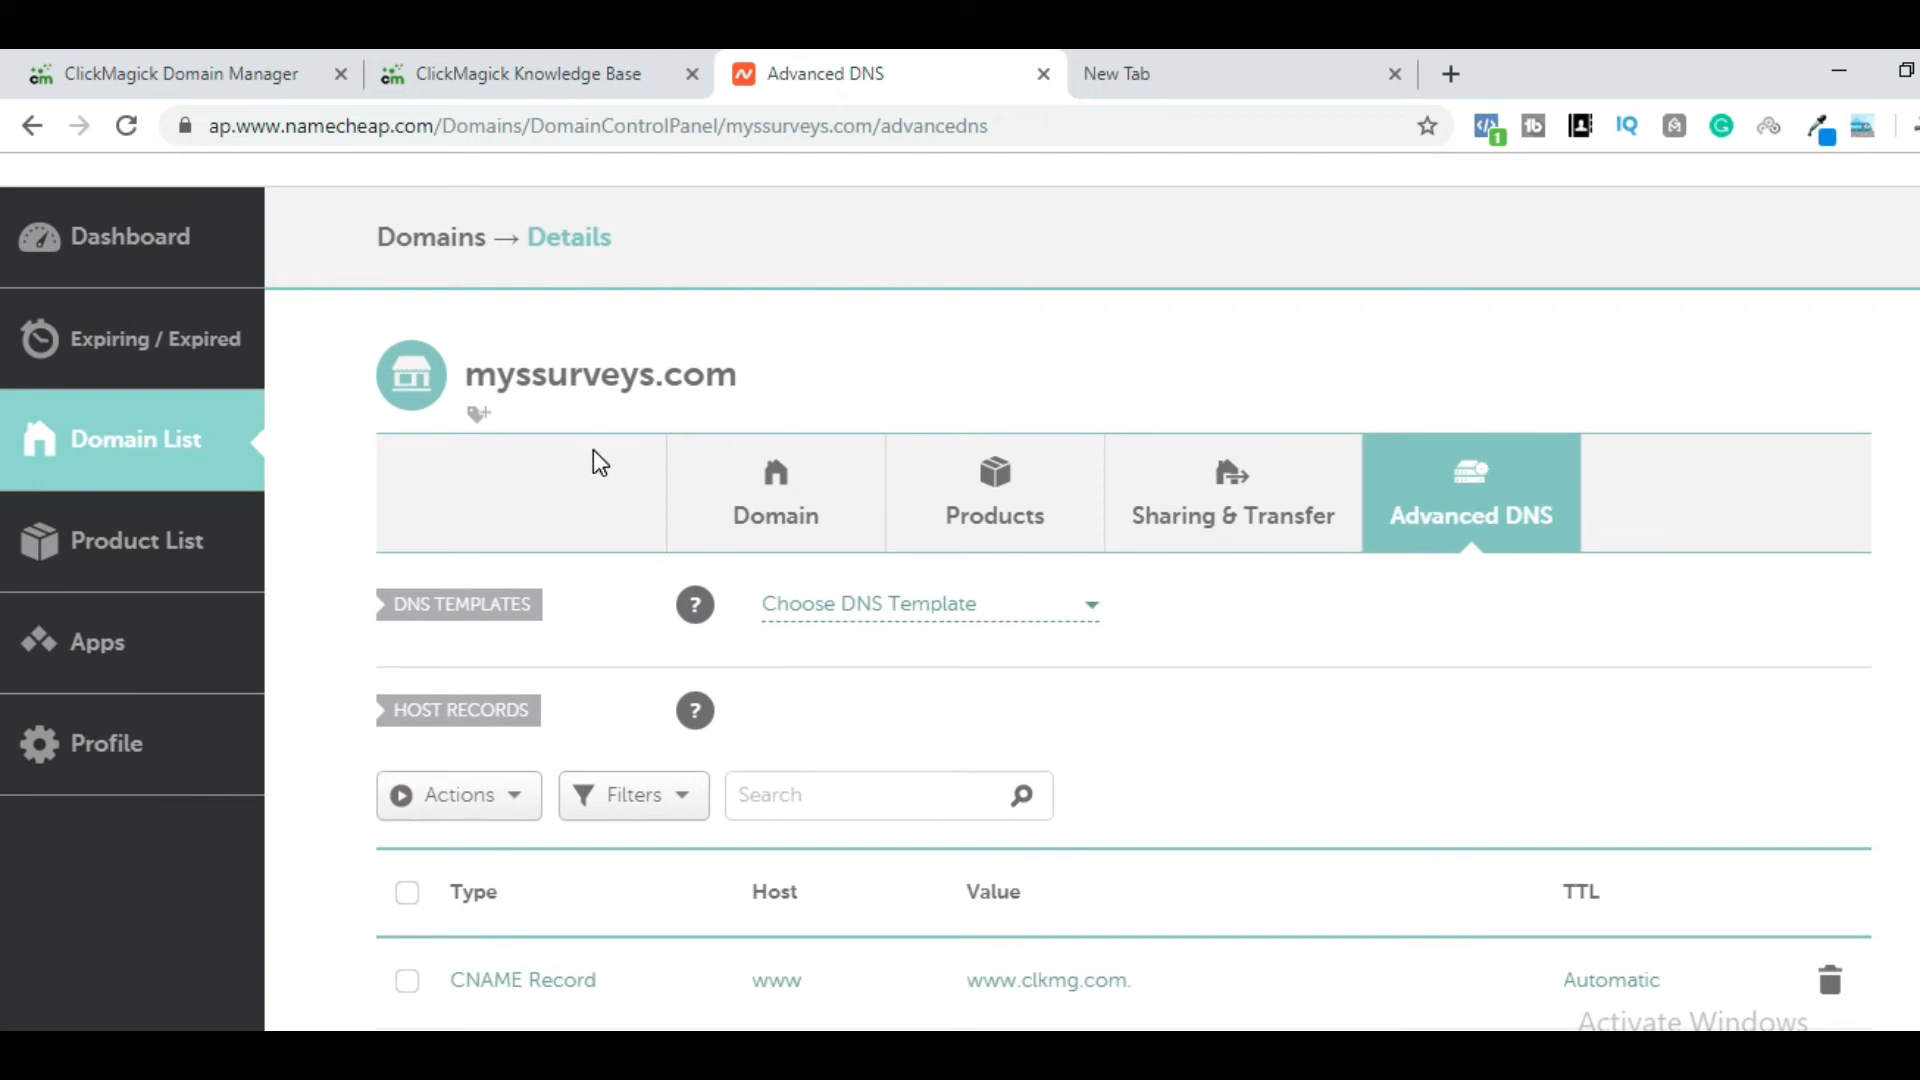 ClickMagick Domain Manager
ClickMagick Knowledge Base
Advanced DNS
New Tab
ap.www.namecheap.com/Domains/DomainControlPanel/myssurveys.com/advancedns
1
IQ
Dashboard
Expiring / Expired
Domain List
Product List
Apps
Profile
Domains → Details
myssurveys.com
Domain
Products
Sharing & Transfer
Advanced DNS
DNS TEMPLATES
?
Choose DNS Template
HOST RECORDS
?
Actions
Filters
Search
Type Host Value TTL
CNAME Record www www.clkmg.com. Automatic
Activate Windows